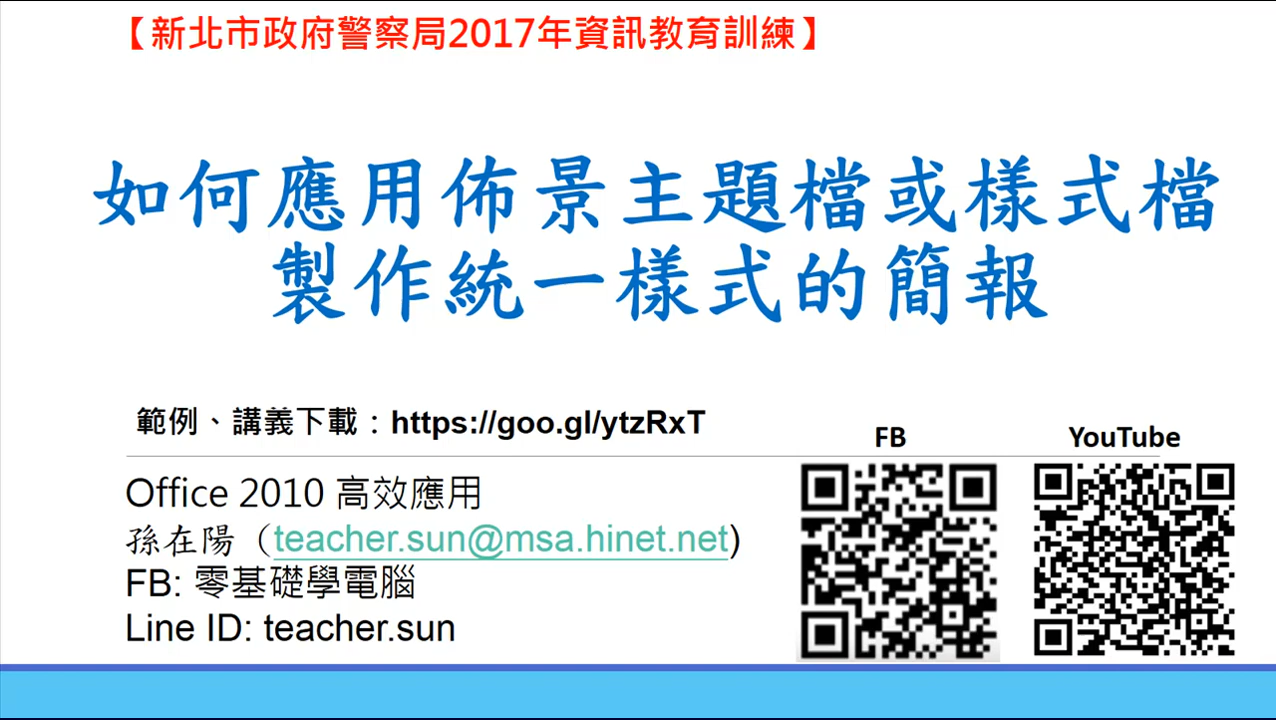 【新北市政府警察局2017年資訊教育訓練】
如何應用佈景主題檔或樣式檔
製作統一樣式的簡報
範例、講義下載：https://goo.gl/ytzRxT
FB
YouTube
Office 2010 高效應用
孫在陽（teacher.sun@msa.hinet.net)
FB: 零基礎學電腦
Line ID: teacher.sun